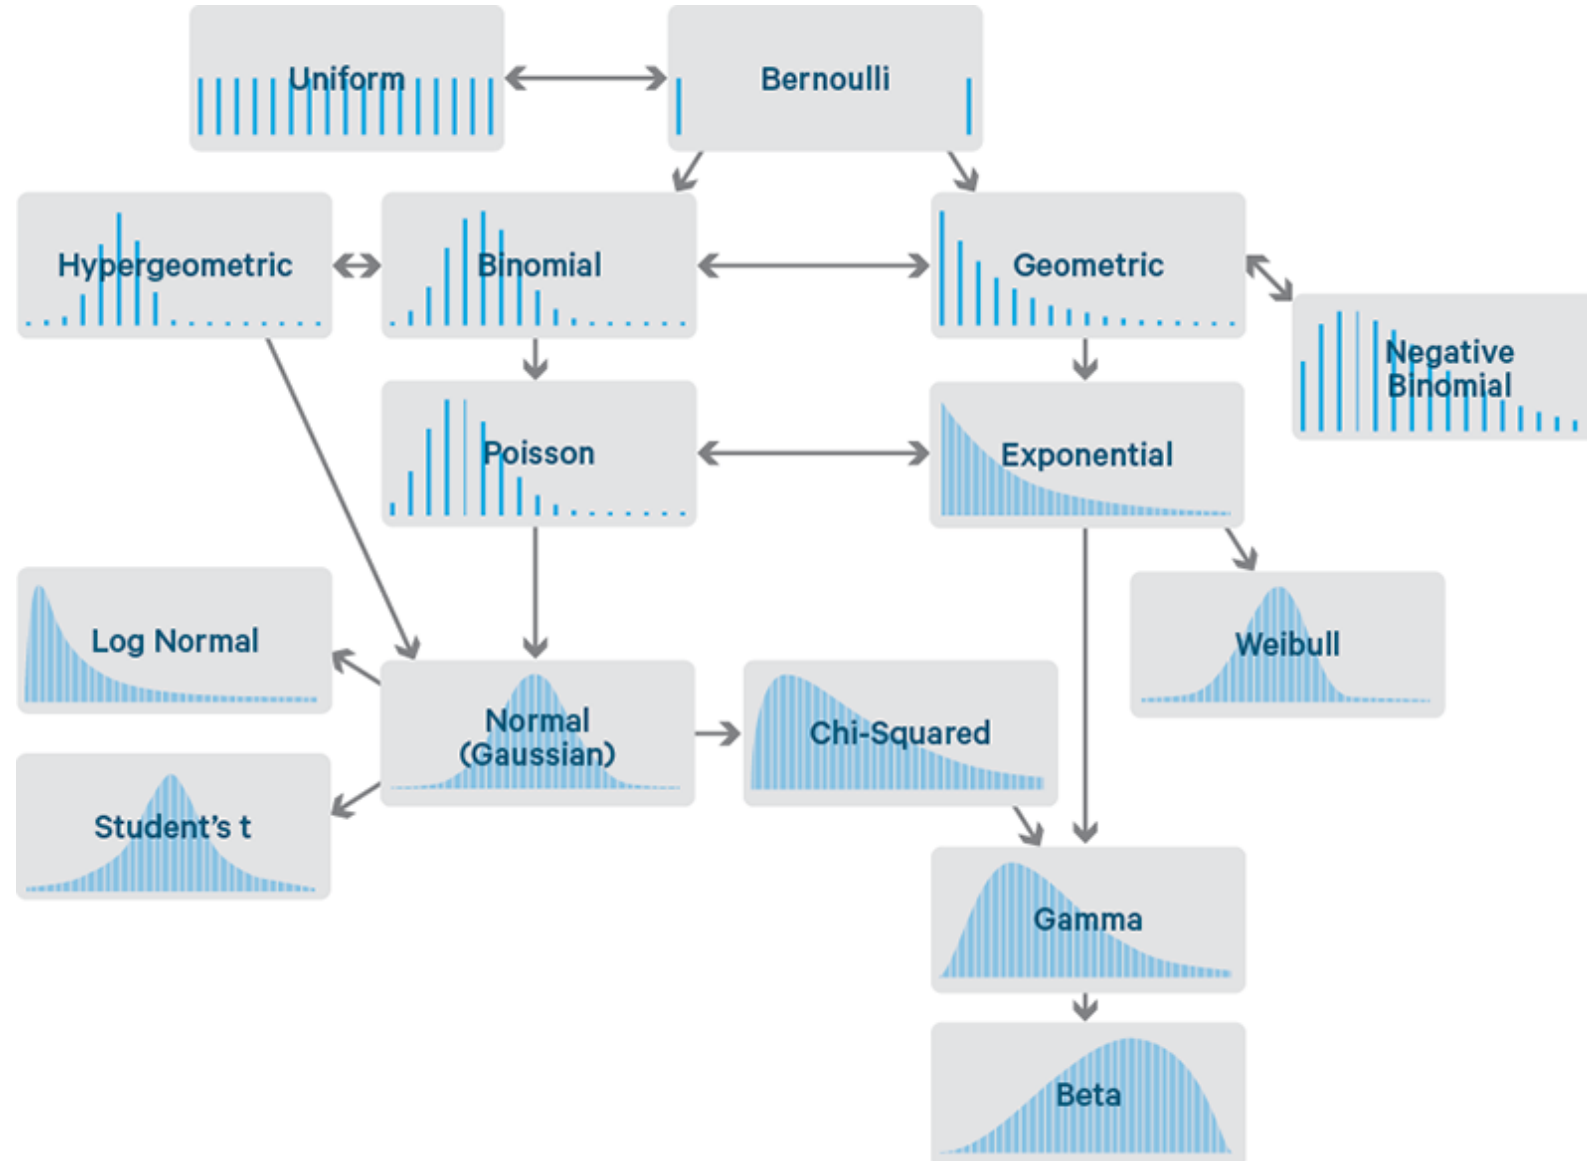 Uniform
Bernoulli
Hypergeometric
Binomial
Geometric
Negative
Binomial
Poisson
Exponential
Log Normal
Weibull
Normal
(Gaussian)
Chi-Squared
Student’s t
Gamma
Beta